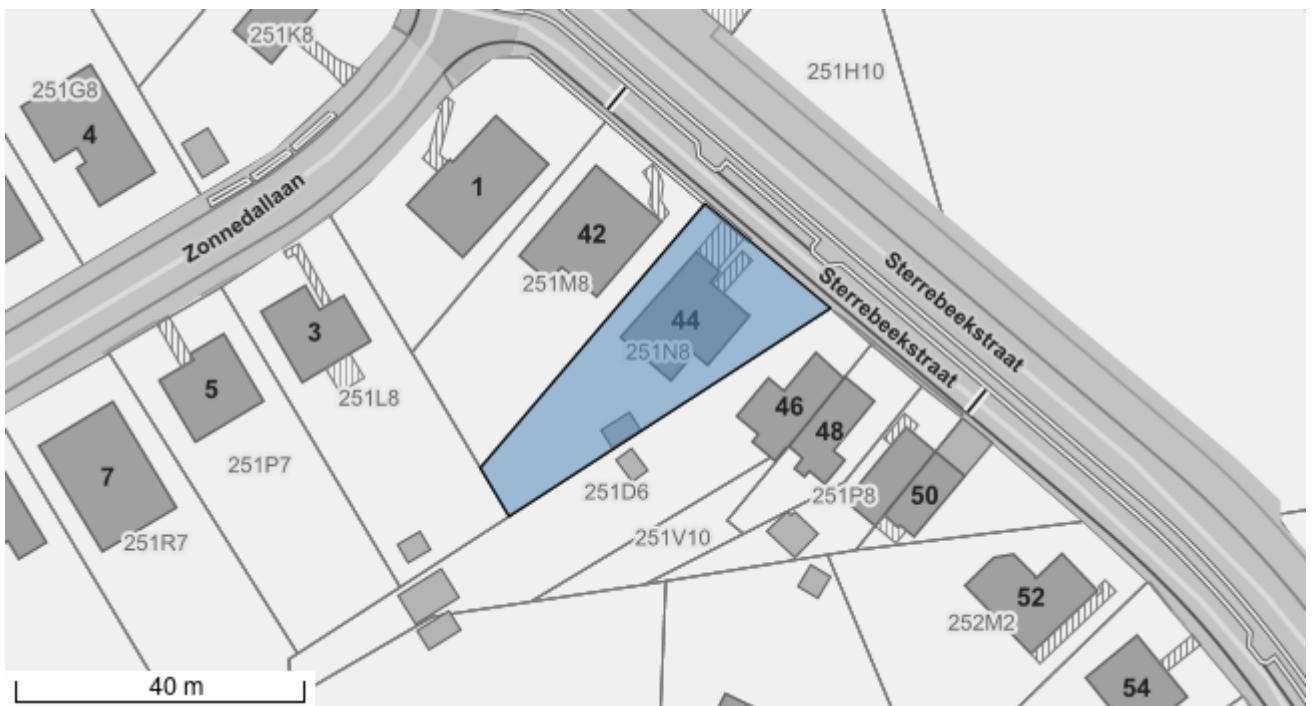 251K8
251H10
251G8
4
Zonnedallaan
1
42
251M8
Sterrebeekstraat
Sterrebeekstraat
44
251N8
3
5
251L8
46
48
7
251P7
251D6
251P8
50
251R7
251V10
52
252M2
54
40 m